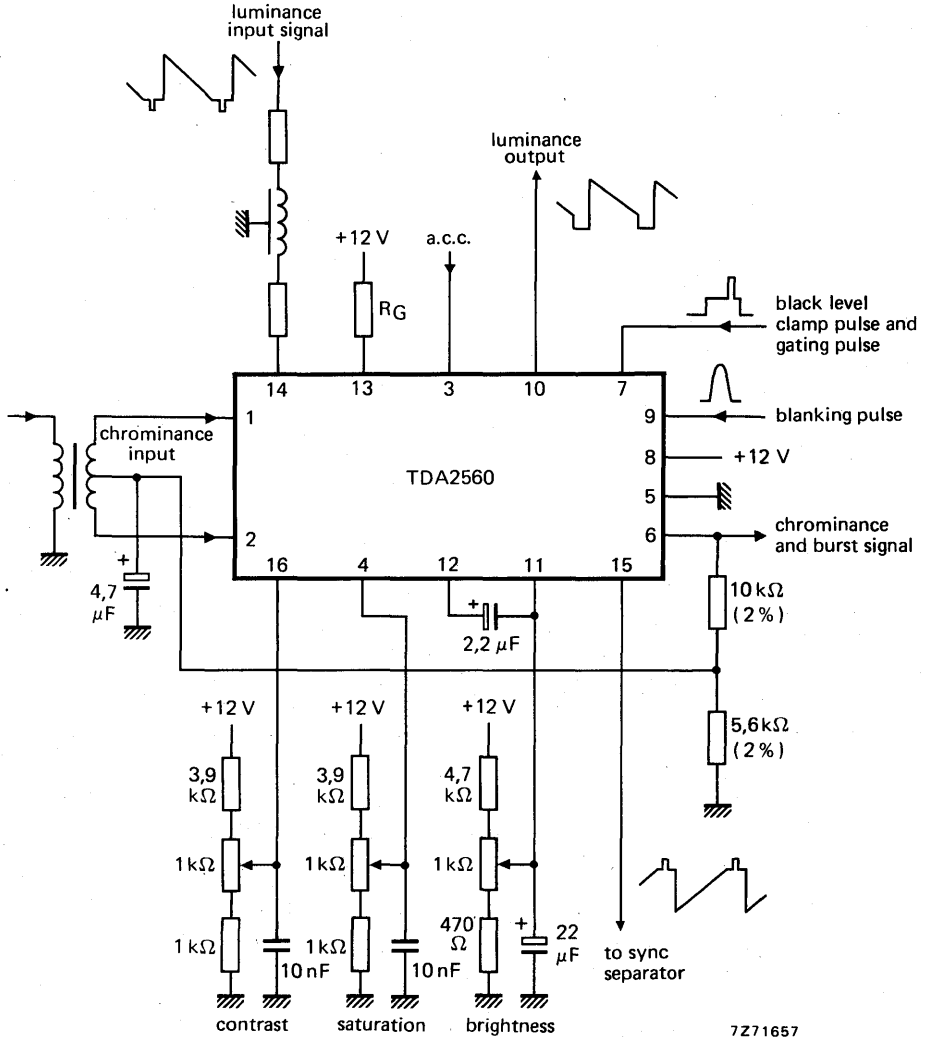 luminance
input signal
luminance
output
+12 V
a.c.c.
RG
black level
clamp pulse and
gating pulse
14
13
3
10
7
1
chrominance
input
9
blanking pulse
8
+12 V
TDA2560
5
2
6
chrominance
and burst signal
16
4
12
11
15
+
4,7
μF
+
2,2 μF
10 kΩ
(2%)
+12 V
+12 V
+12 V
5,6 kΩ
(2%)
3,9
kΩ
3,9
kΩ
4,7
kΩ
1 kΩ
1 kΩ
1 kΩ
1 kΩ
10 nF
1 kΩ
10 nF
470
Ω
+
22
μF
to sync
separator
contrast
saturation
brightness
7Z71657